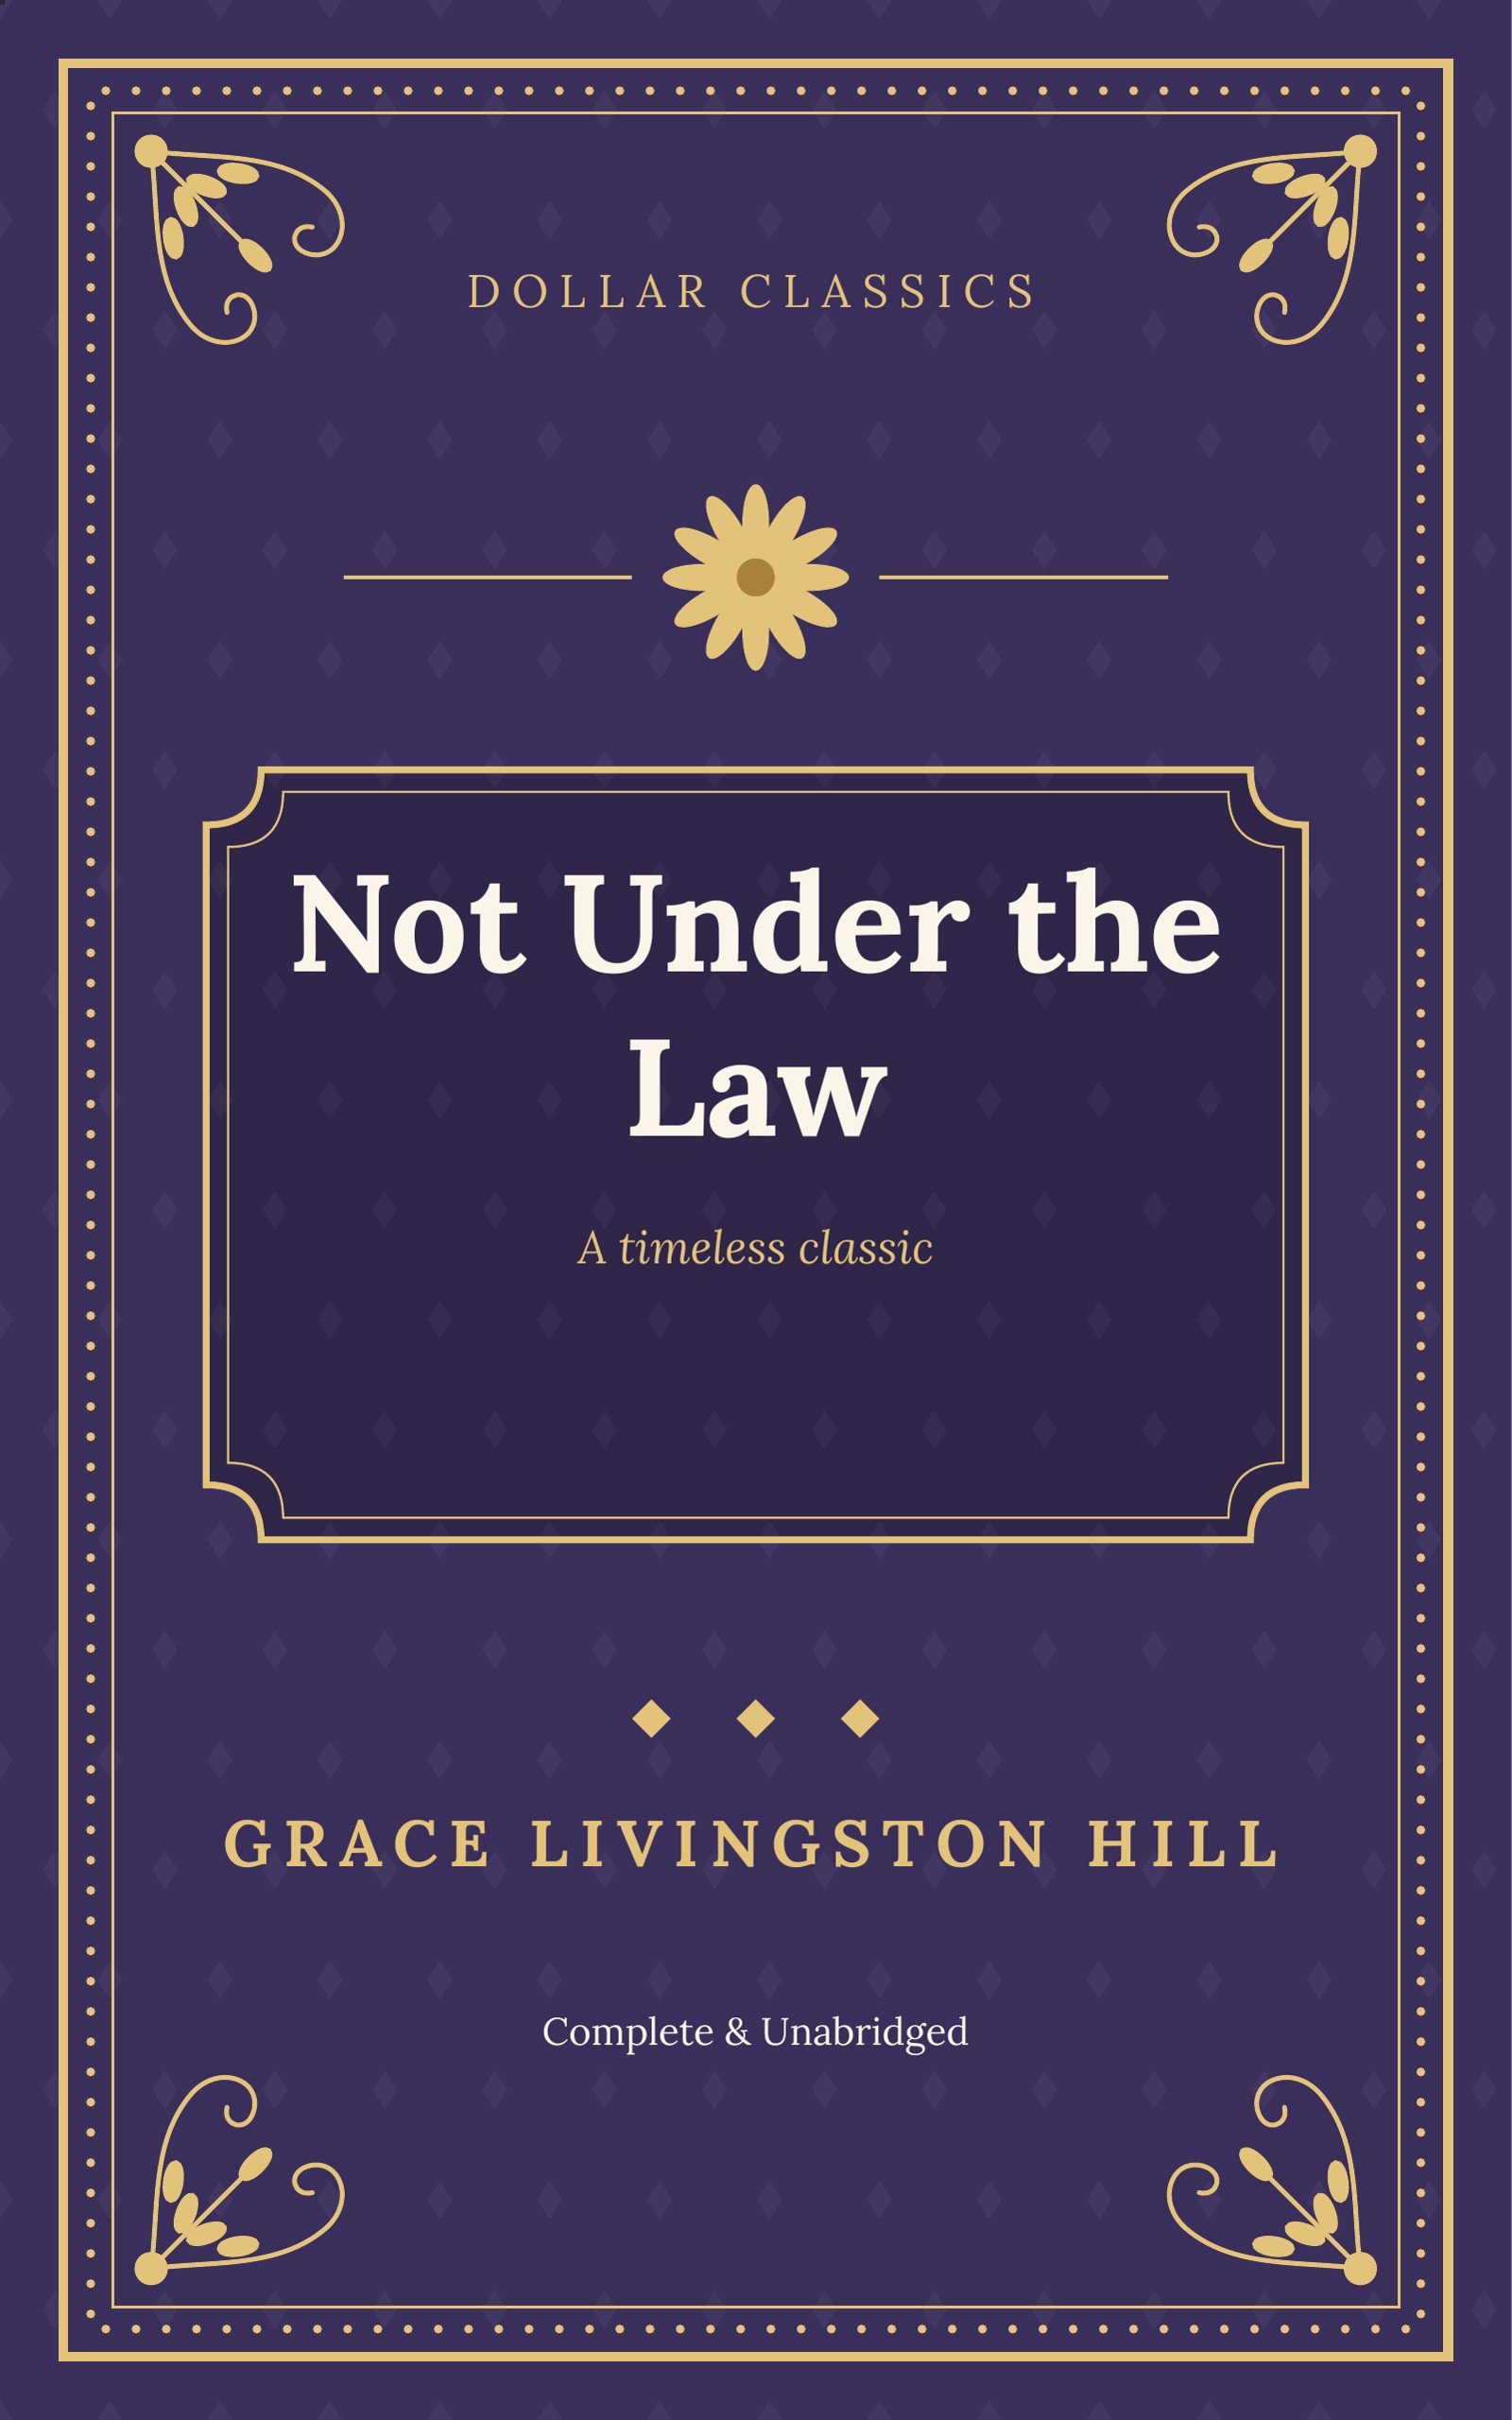 DOLLAR CLASSICS
Not Under the
Law
A timeless classic
GRACE LIVINGSTON HILL
Complete & Unabridged